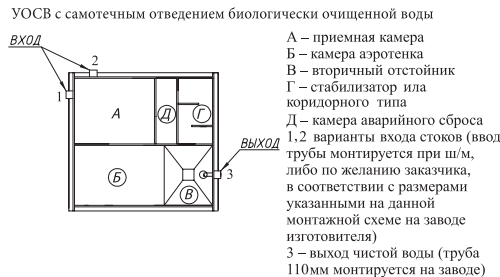 УОСВ с самотечным отведением биологически очищенной воды
ВХОД
2
1
А
Д
Г
ВЫХОД
3
Б
В
А – приемная камера
Б – камера аэротенка
В – вторичный отстойник
Г – стабилизатор ила
коридорного типа
Д – камера аварийного сброса
1,2 варианты входа стоков (ввод
трубы монтируется при ш/м,
либо по желанию заказчика,
в соответствии с размерами
указанными на данной
монтажной схеме на заводе
изготовителя)
3 – выход чистой воды (труба
110мм монтируется на заводе)